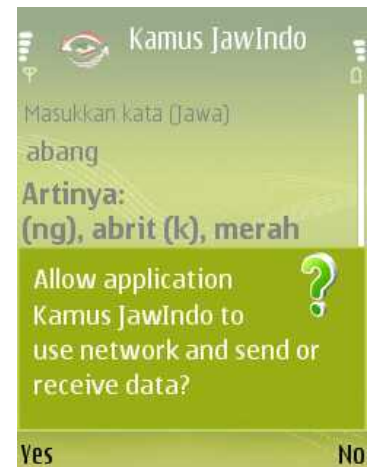 Kamus JawIndo
Masukkan kata (Jawa)
abang
Artinya:
(ng), abrit (k), merah
Allow application
Kamus JawIndo to
use network and send or
receive data?
Yes No